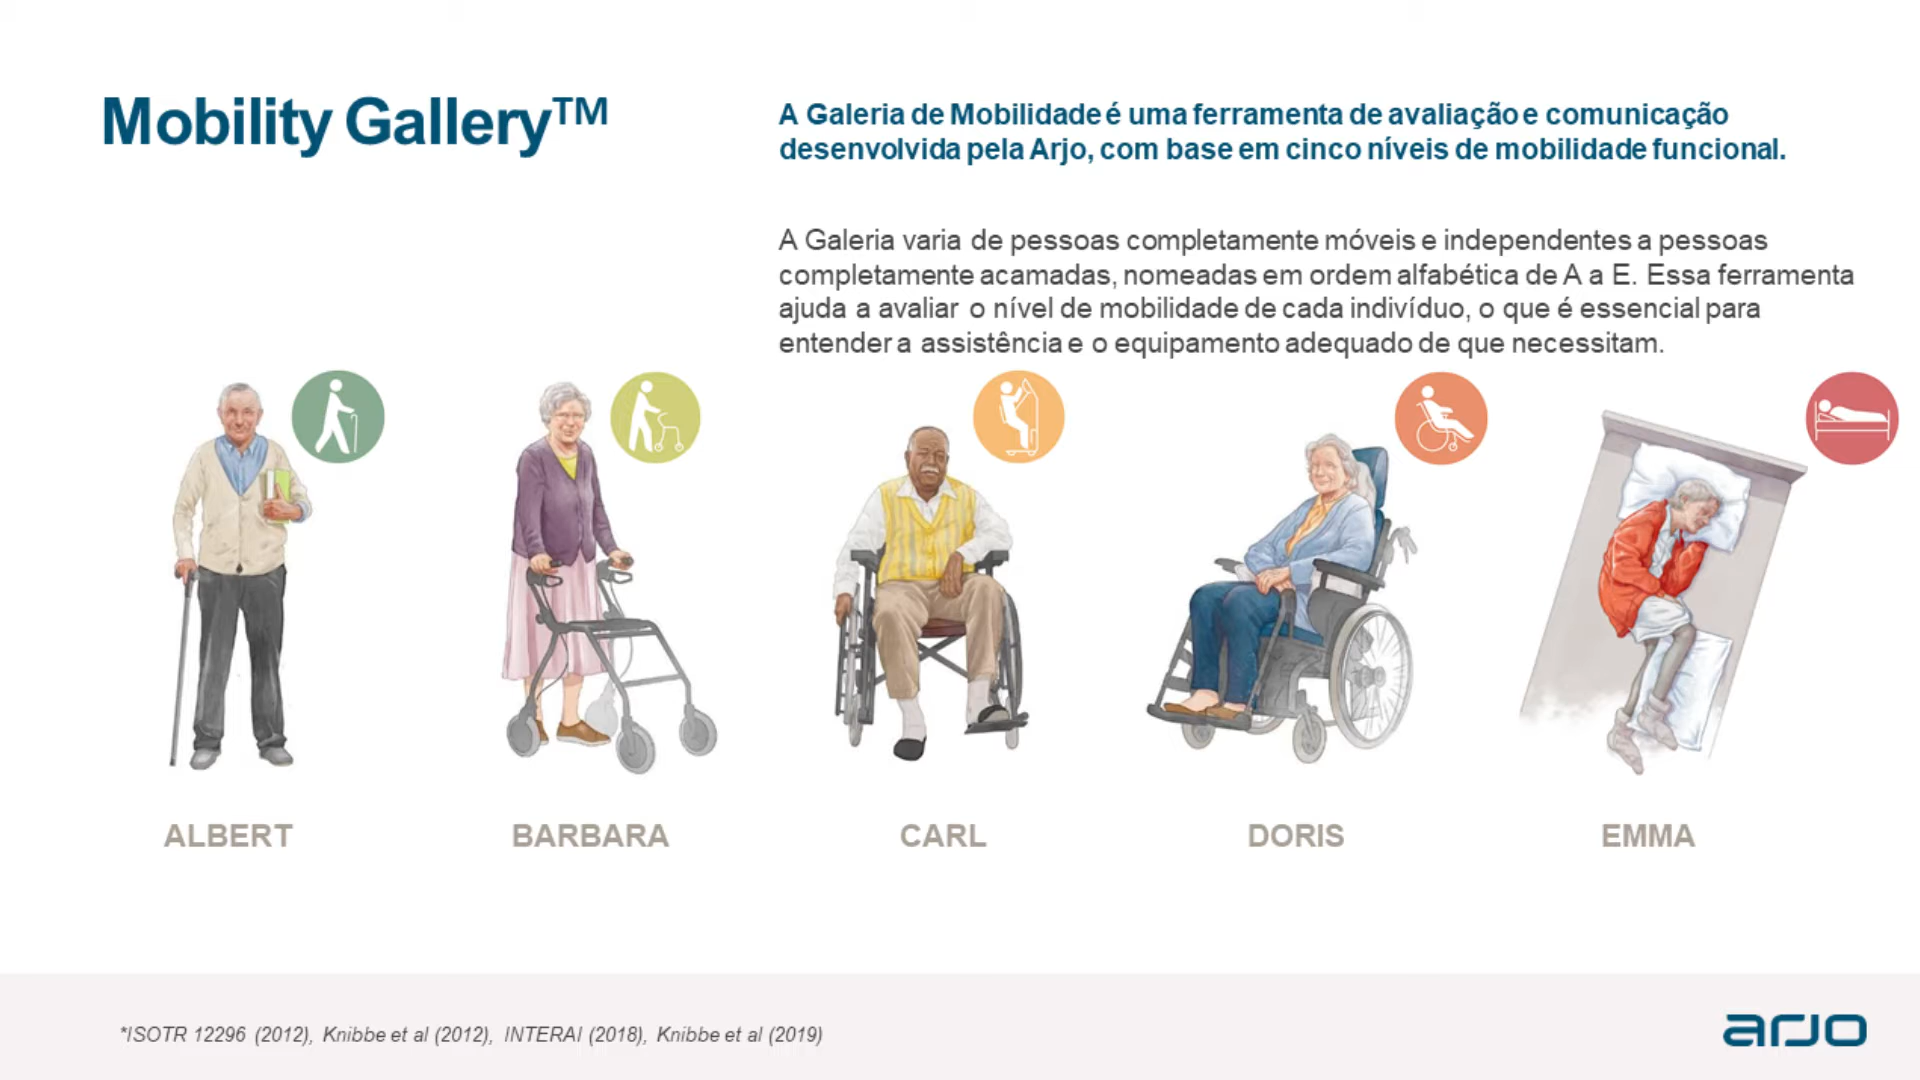 Mobility Gallery™
A Galeria de Mobilidade é uma ferramenta de avaliação e comunicação
desenvolvida pela Arjo, com base em cinco níveis de mobilidade funcional.
A Galeria varia de pessoas completamente móveis e independentes a pessoas
completamente acamadas, nomeadas em ordem alfabética de A a E. Essa ferramenta
ajuda a avaliar o nível de mobilidade de cada indivíduo, o que é essencial para
entender a assistência e o equipamento adequado de que necessitam.
ALBERT
BARBARA
CARL
DORIS
EMMA
*ISOTR 12296 (2012), Knibbe et al (2012), INTERAI (2018), Knibbe et al (2019)
arjo